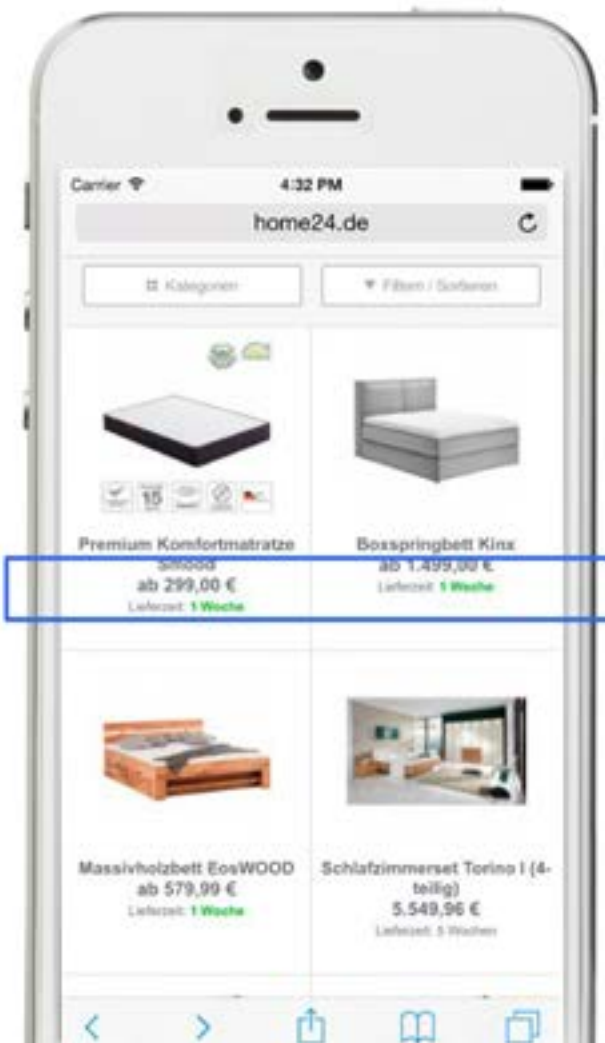 Carrier
4:32 PM
home24.de
Kategorien
Filtern / Sortieren
15
Premium Komfortmatratze
Smood
ab 299,00 €
Lieferzeit: 1 Woche
Boxspringbett Kinx
ab 1.499,00 €
Lieferzeit: 1 Woche
Massivholzbett EosWOOD
ab 579,99 €
Lieferzeit: 1 Woche
Schlafzimmerset Torino I (4-
teilig)
5.549,96 €
Lieferzeit: 5 Wochen